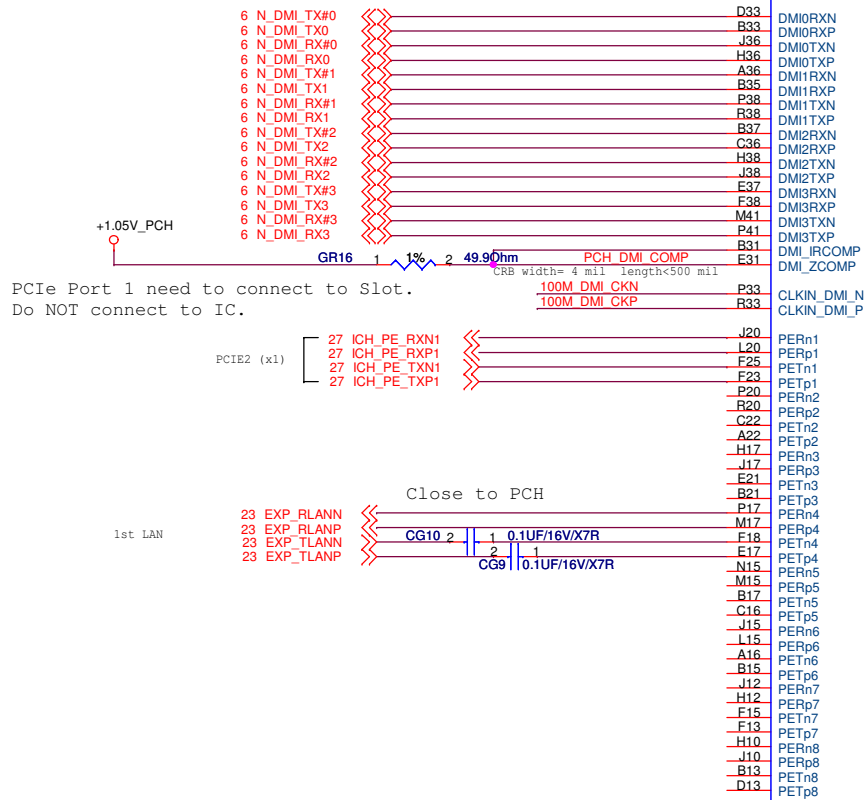 6 N_DMI_TX#0 D33 DMI0RXN
6 N_DMI_TX0 B33 DMI0RXP
6 N_DMI_RX#0 J36 DMI0TXN
6 N_DMI_RX0 H36 DMI0TXP
6 N_DMI_TX#1 A36 DMI1RXN
6 N_DMI_TX1 B35 DMI1RXP
6 N_DMI_RX#1 P38 DMI1TXN
6 N_DMI_RX1 R38 DMI1TXP
6 N_DMI_TX#2 B37 DMI2RXN
6 N_DMI_TX2 C36 DMI2RXP
6 N_DMI_RX#2 H38 DMI2TXN
6 N_DMI_RX2 J38 DMI2TXP
6 N_DMI_TX#3 E37 DMI3RXN
6 N_DMI_TX3 F38 DMI3RXP
6 N_DMI_RX#3 M41 DMI3TXN
6 N_DMI_RX3 P41 DMI3TXP
+1.05V_PCH
B31 DMI_IRCOMP
GR16 1 1% 2 49.9Ohm PCH_DMI_COMP E31 DMI_ZCOMP
CRB width= 4 mil length<500 mil
PCIe Port 1 need to connect to Slot.
Do NOT connect to IC.
100M_DMI_CKN P33 CLKIN_DMI_N
100M_DMI_CKP R33 CLKIN_DMI_P
PCIE2 (x1)
27 ICH_PE_RXN1 J20 PERn1
27 ICH_PE_RXP1 L20 PERp1
27 ICH_PE_TXN1 F25 PETn1
27 ICH_PE_TXP1 F23 PETp1
P20 PERn2
R20 PERp2
C22 PETn2
A22 PETp2
H17 PERn3
J17 PERp3
E21 PETn3
B21 PETp3
Close to PCH
1st LAN
23 EXP_RLANN P17 PERn4
23 EXP_RLANP M17 PERp4
23 EXP_TLANN CG10 2 1 0.1UF/16V/X7R F18 PETn4
23 EXP_TLANP 2 1 E17 PETp4
CG9 0.1UF/16V/X7R
N15 PERn5
M15 PERp5
B17 PETn5
C16 PETp5
J15 PERn6
L15 PERp6
A16 PETn6
B15 PETp6
J12 PERn7
H12 PERp7
F15 PETn7
F13 PETp7
H10 PERn8
J10 PERp8
B13 PETn8
D13 PETp8